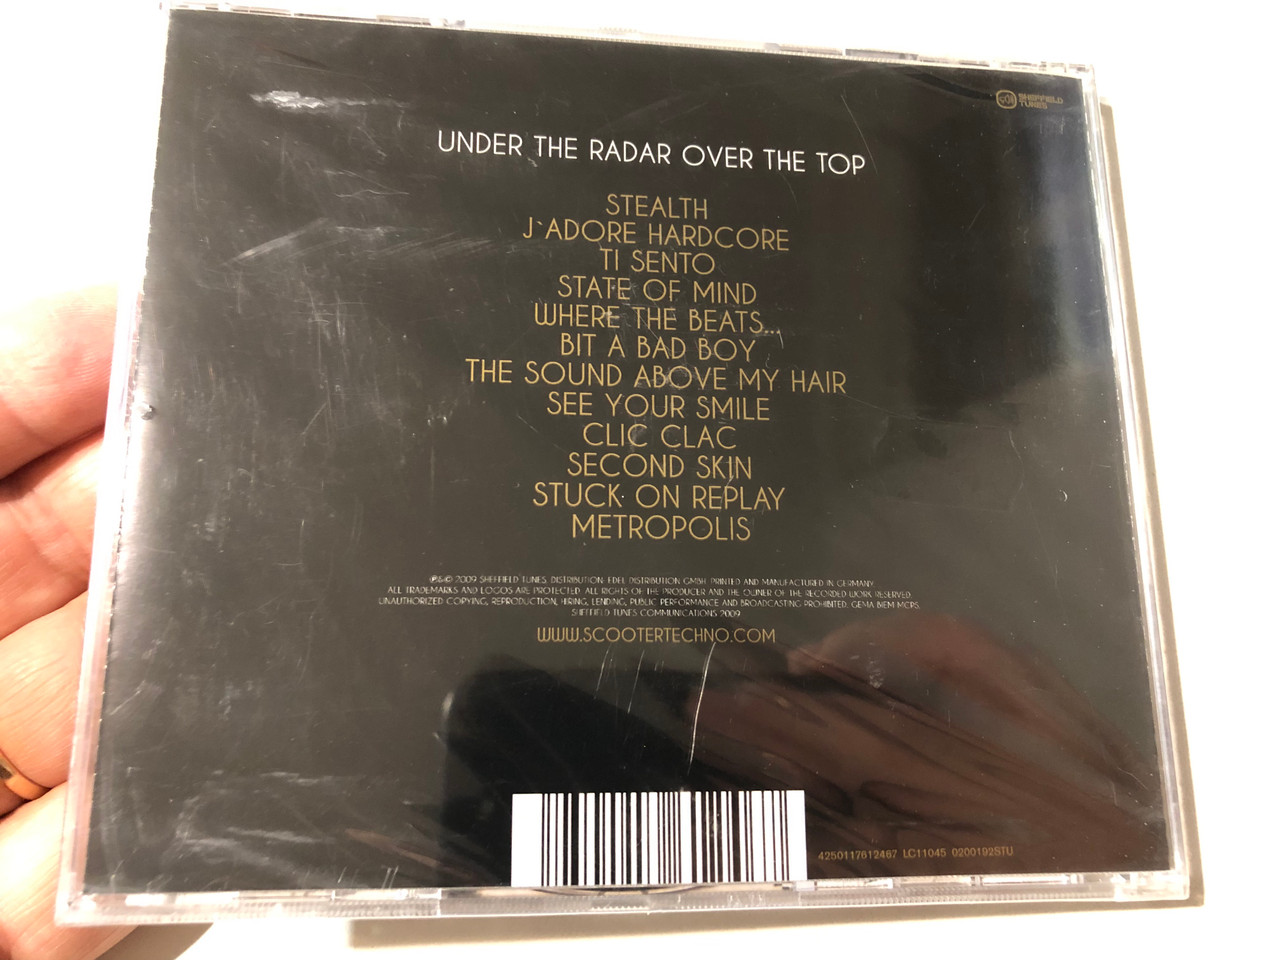 SHEFFIELD
TUNES
UNDER THE RADAR OVER THE TOP
STEALTH
J`ADORE HARDCORE
TI SENTO
STATE OF MIND
WHERE THE BEATS...
BIT A BAD BOY
THE SOUND ABOVE MY HAIR
SEE YOUR SMILE
CLIC CLAC
SECOND SKIN
STUCK ON REPLAY
METROPOLIS
℗&© 2009 SHEFFIELD TUNES, DISTRIBUTION: EDEL DISTRIBUTION GMBH. PRINTED AND MANUFACTURED IN GERMANY.
ALL TRADEMARKS AND LOGOS ARE PROTECTED. ALL RIGHTS OF THE PRODUCER AND THE OWNER OF THE RECORDED WORK RESERVED.
UNAUTHORIZED COPYING, REPRODUCTION, HIRING, LENDING, PUBLIC PERFORMANCE AND BROADCASTING PROHIBITED. GEMA BIEM MCPS.
SHEFFIELD TUNES COMMUNICATIONS 2009
WWW.SCOOTERTECHNO.COM
4250117612467 LC11045 0200192STU